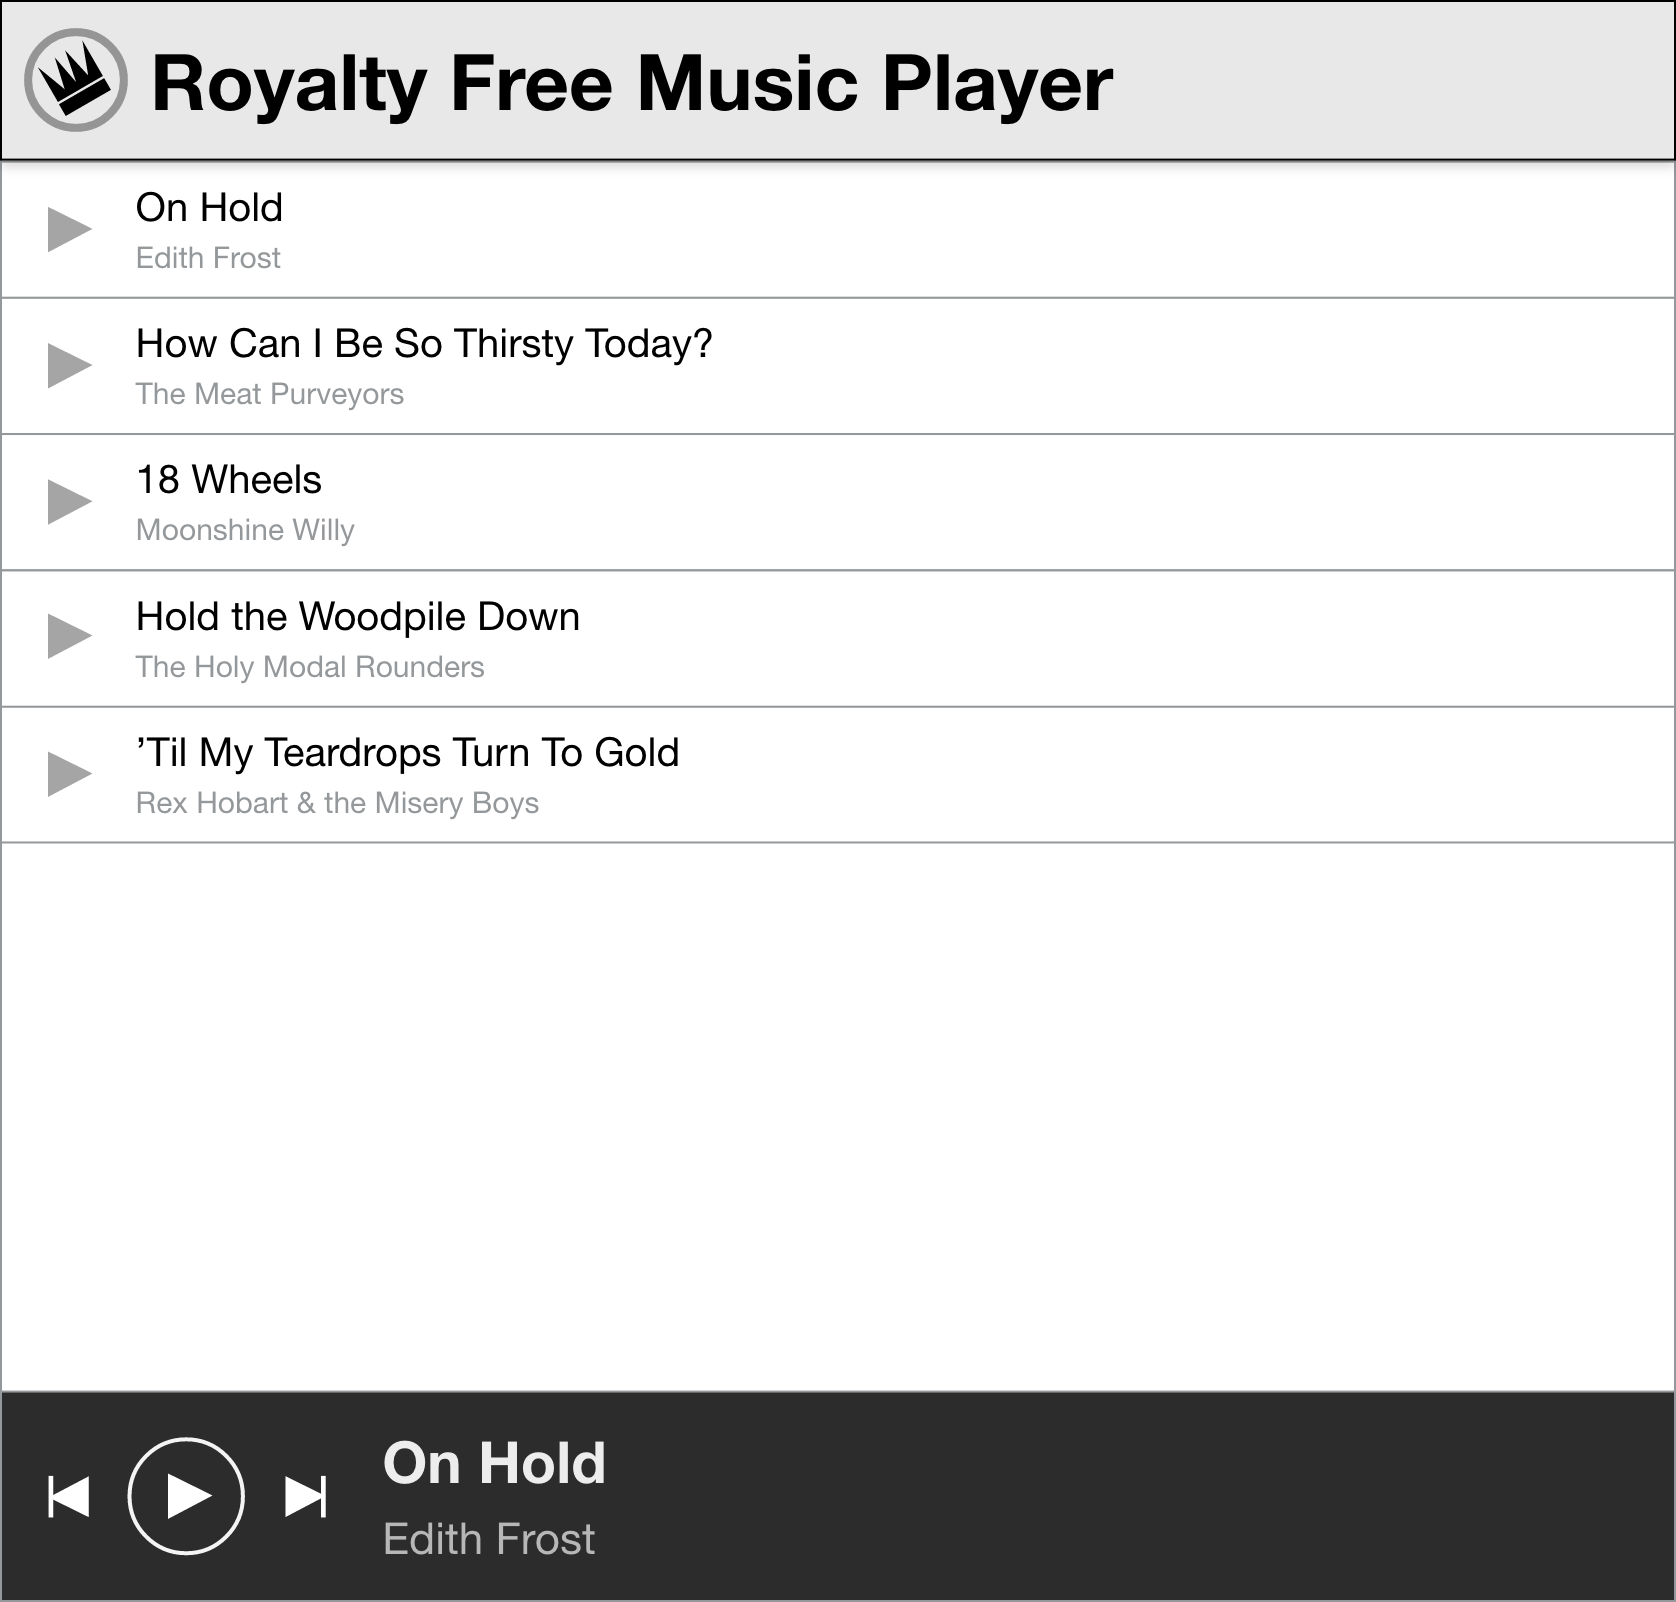 Royalty Free Music Player
On Hold
Edith Frost
How Can I Be So Thirsty Today?
The Meat Purveyors
18 Wheels
Moonshine Willy
Hold the Woodpile Down
The Holy Modal Rounders
’Til My Teardrops Turn To Gold
Rex Hobart & the Misery Boys
On Hold
Edith Frost